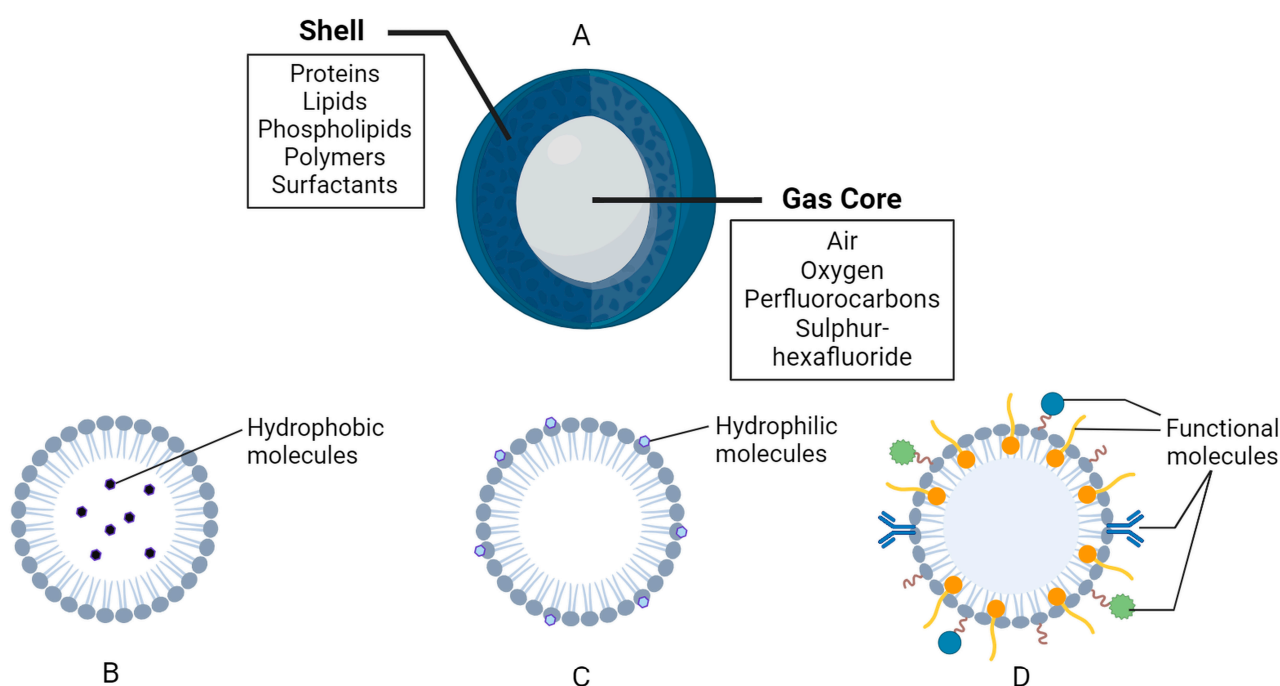 Shell
A
Proteins
Lipids
Phospholipids
Polymers
Surfactants
Gas Core
Air
Oxygen
Perfluorocarbons
Sulphur-
hexafluoride
Hydrophobic
molecules
Hydrophilic
molecules
Functional
molecules
B
C
D